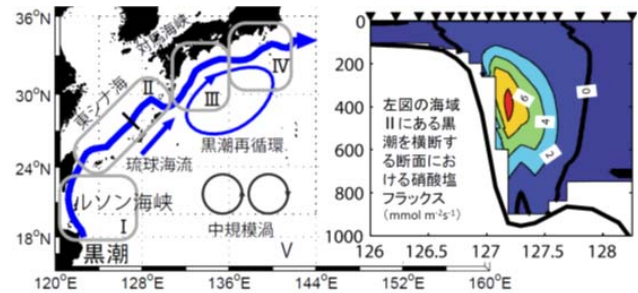 36°N
30°N
24°N
18°N
対馬海峡
東シナ海
II
III
IV
黒潮再循環
琉球海流
ルソン海峡
I
中規模渦
V
黒潮
120°E
128°E
136°E
144°E
152°E
160°E
0
200
400
600
800
1000
0
6
4
2
左図の海域
IIにある黒
潮を横断す
る断面にお
ける硝酸塩
フラックス
(mmol m-2s-1)
126
126.5
127
127.5
128